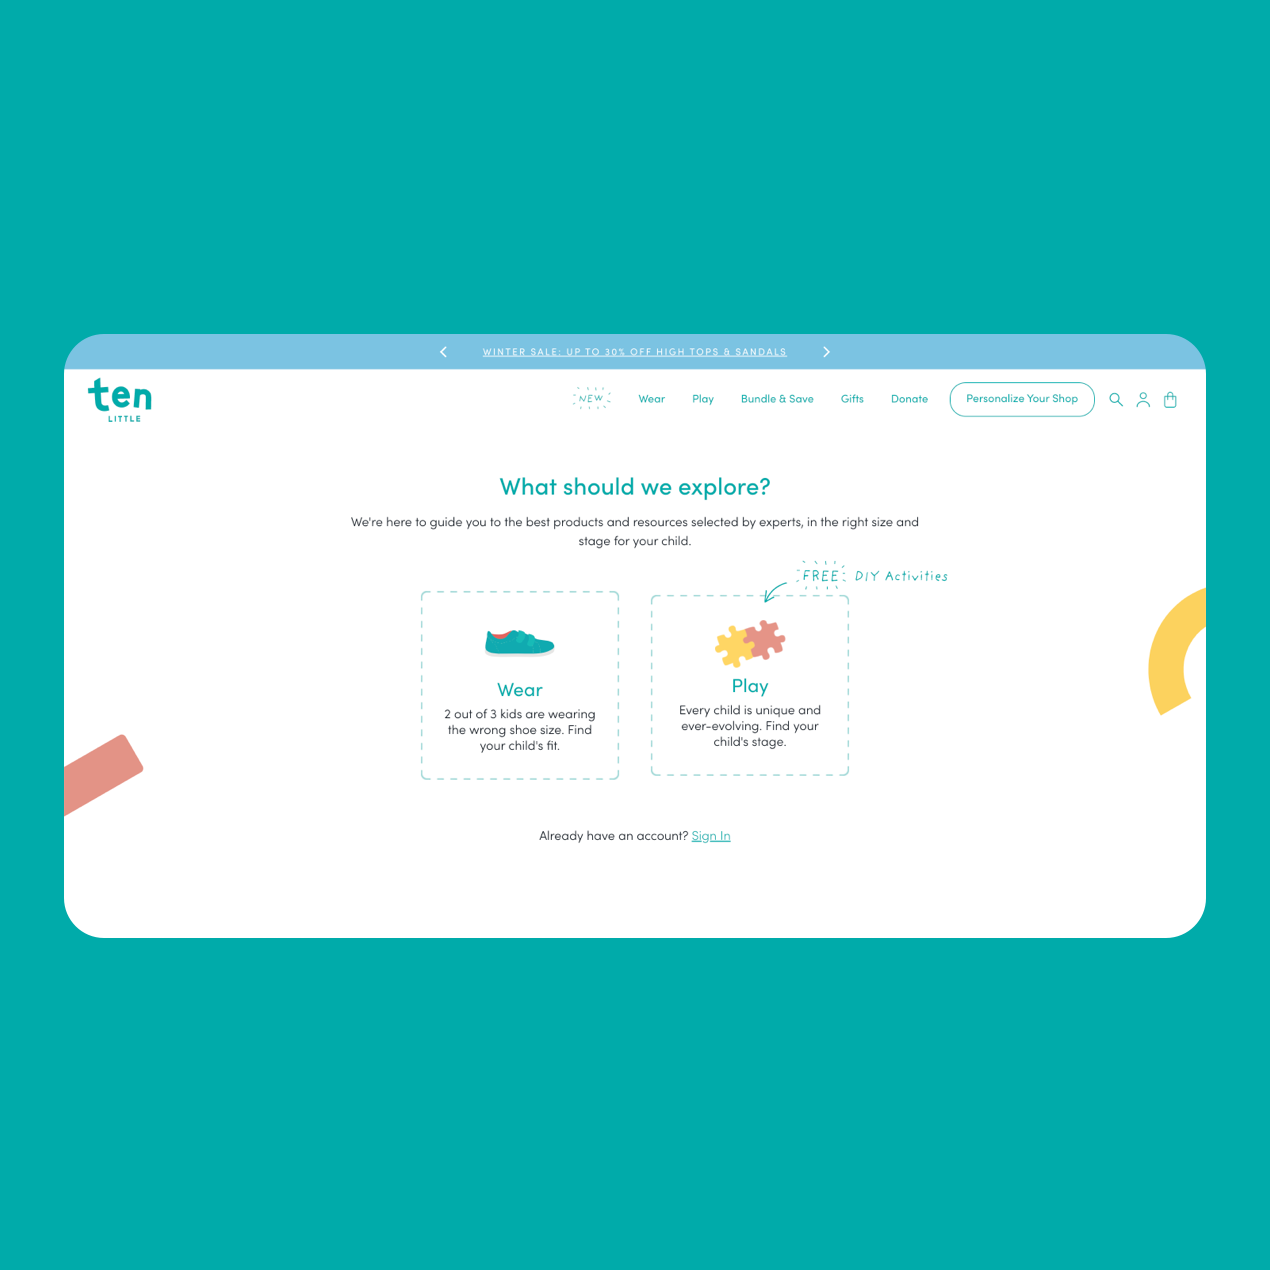 WINTER SALE: UP TO 30% OFF HIGH TOPS & SANDALS
ten
LITTLE
NEW Wear Play Bundle & Save Gifts Donate Personalize Your Shop
What should we explore?
We're here to guide you to the best products and resources selected by experts, in the right size and
stage for your child.
FREE DIY Activities
Wear
2 out of 3 kids are wearing
the wrong shoe size. Find
your child's fit.
Play
Every child is unique and
ever-evolving. Find your
child's stage.
Already have an account? Sign In